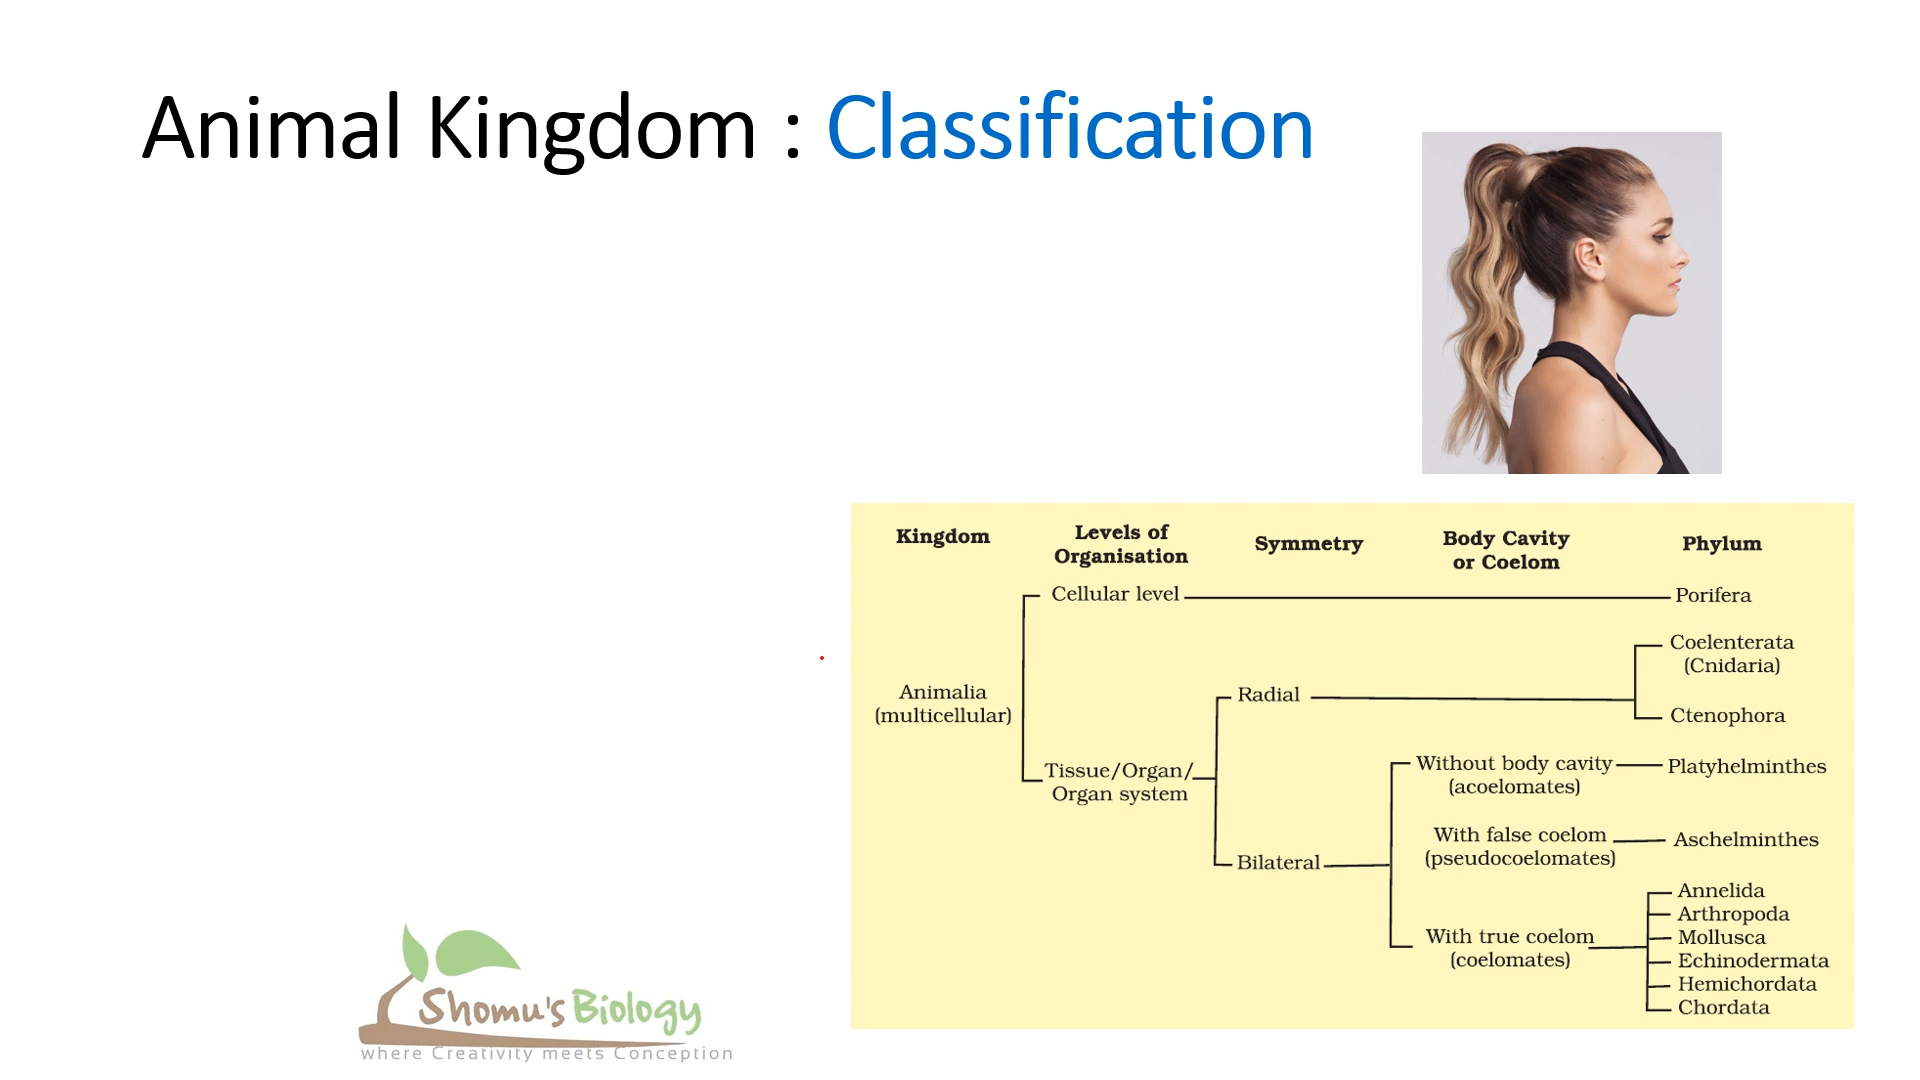 Animal Kingdom : Classification
Kingdom
Levels of
Organisation
Symmetry
Body Cavity
or Coelom
Phylum
Cellular level
Porifera
Coelenterata
(Cnidaria)
Animalia
(multicellular)
Radial
Ctenophora
Tissue/Organ/
Organ system
Without body cavity
(acoelomates)
Platyhelminthes
With false coelom
(pseudocoelomates)
Aschelminthes
Bilateral
Annelida
Arthropoda
With true coelom
(coelomates)
Mollusca
Echinodermata
Hemichordata
Chordata
Shomu's Biology
where Creativity meets Conception